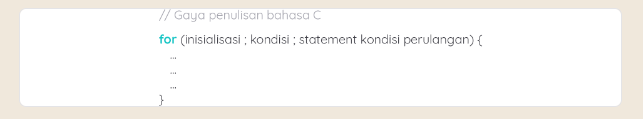 // Gaya penulisan bahasa C
for (inisialisasi ; kondisi ; statement kondisi perulangan) {
...
...
...
}